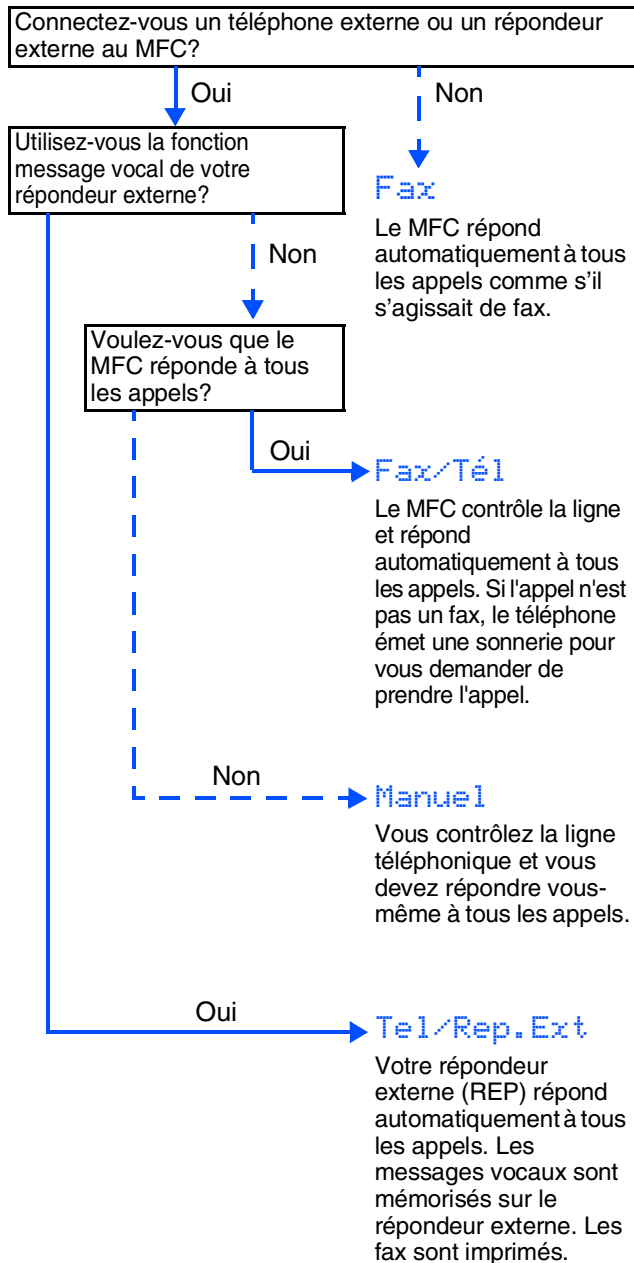 Connectez-vous un téléphone externe ou un répondeur
externe au MFC?
Oui
Non
Utilisez-vous la fonction
message vocal de votre
répondeur externe?
Fax
Le MFC répond
automatiquement à tous
les appels comme s'il
s'agissait de fax.
Non
Voulez-vous que le
MFC réponde à tous
les appels?
Oui
Fax/Tél
Le MFC contrôle la ligne
et répond
automatiquement à tous
les appels. Si l'appel n'est
pas un fax, le téléphone
émet une sonnerie pour
vous demander de
prendre l'appel.
Non
Manuel
Vous contrôlez la ligne
téléphonique et vous
devez répondre vous-
même à tous les appels.
Oui
Tel/Rep.Ext
Votre répondeur
externe (REP) répond
automatiquement à tous
les appels. Les
messages vocaux sont
mémorisés sur le
répondeur externe. Les
fax sont imprimés.